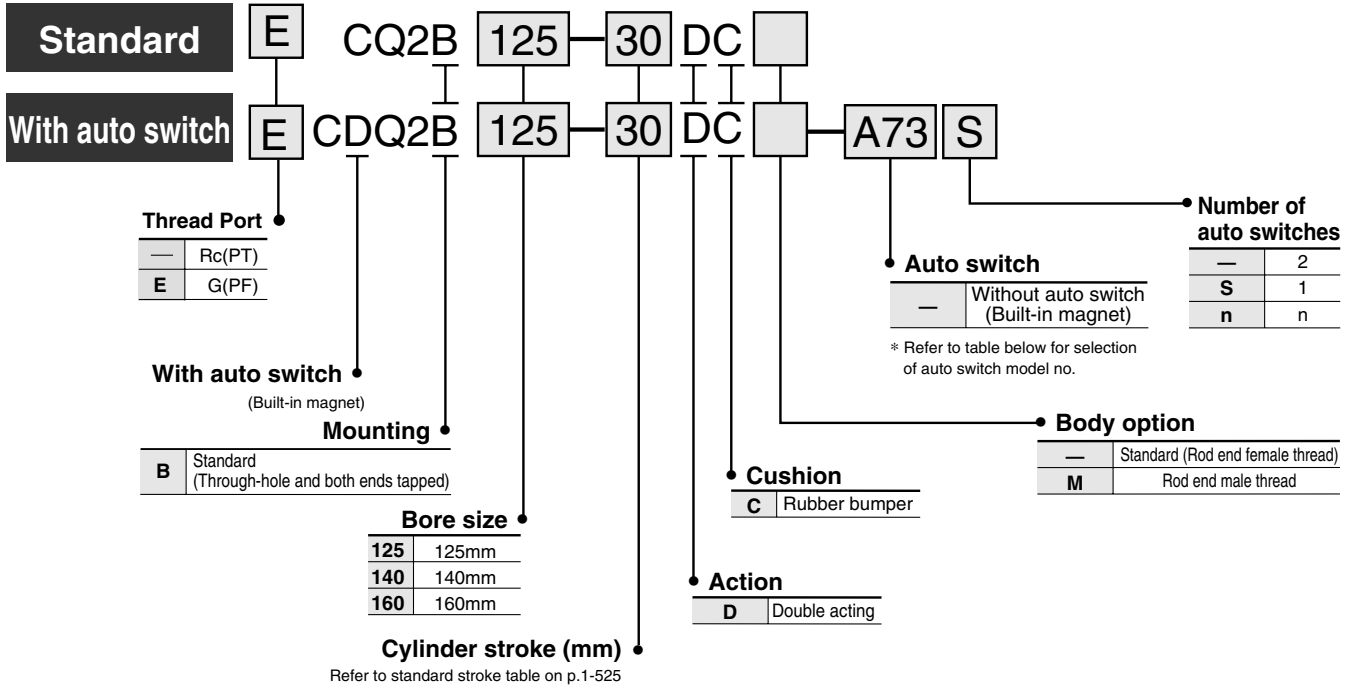 Standard E CQ2B 125 — 30 DC
With auto switch E CDQ2B 125 — 30 DC — A73 S
Thread Port
— Rc(PT)
E G(PF)
With auto switch
(Built-in magnet)
Mounting
B Standard
(Through-hole and both ends tapped)
Bore size
125 125mm
140 140mm
160 160mm
Cylinder stroke (mm)
Refer to standard stroke table on p.1-525
Action
D Double acting
Cushion
C Rubber bumper
Body option
— Standard (Rod end female thread)
M Rod end male thread
Auto switch
— Without auto switch
(Built-in magnet)
* Refer to table below for selection
of auto switch model no.
Number of
auto switches
— 2
S 1
n n